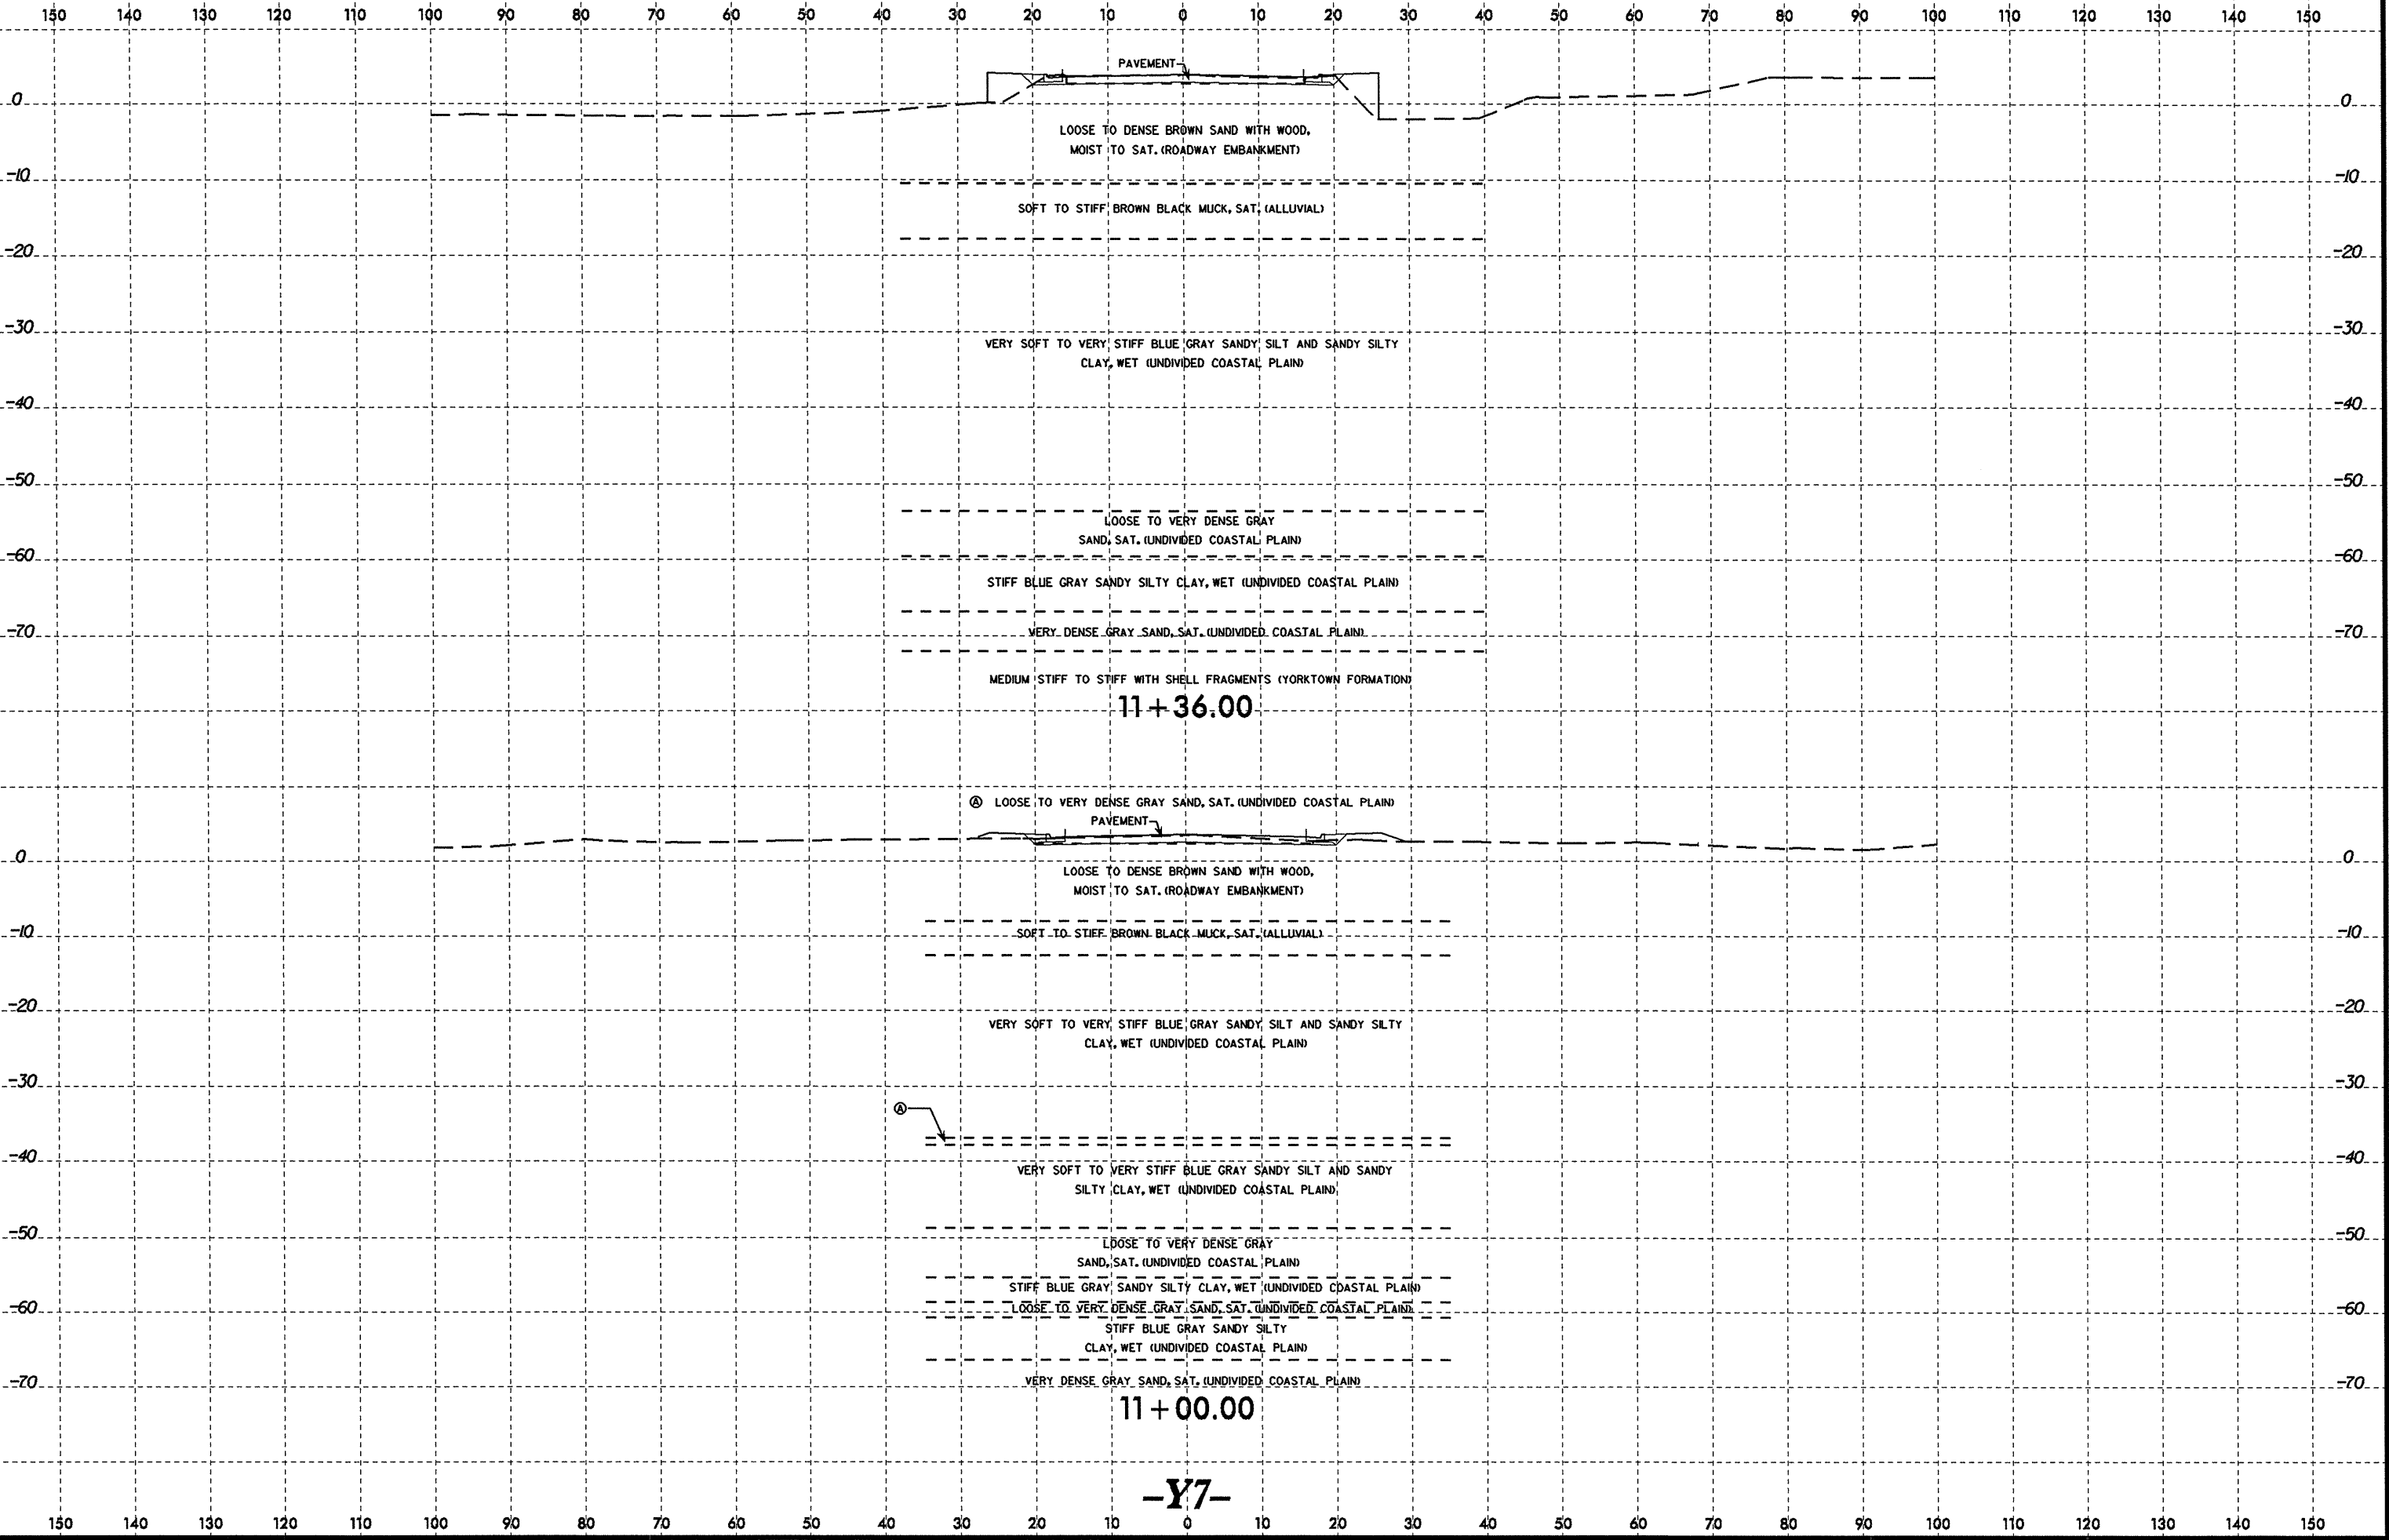 150 140 130 120 110 100 90 80 70 60 50 40 30 20 10 0 10 20 30 40 50 60 70 80 90 100 110 120 130 140 150
PAVEMENT
0 0
LOOSE TO DENSE BROWN SAND WITH WOOD,
MOIST TO SAT. (ROADWAY EMBANKMENT)
-10 -10
SOFT TO STIFF BROWN BLACK MUCK, SAT. (ALLUVIAL)
-20 -20
-30 -30
VERY SOFT TO VERY STIFF BLUE GRAY SANDY SILT AND SANDY SILTY
CLAY, WET (UNDIVIDED COASTAL PLAIN)
-40 -40
-50 -50
LOOSE TO VERY DENSE GRAY
SAND, SAT. (UNDIVIDED COASTAL PLAIN)
-60 -60
STIFF BLUE GRAY SANDY SILTY CLAY, WET (UNDIVIDED COASTAL PLAIN)
-70 VERY DENSE GRAY SAND, SAT. (UNDIVIDED COASTAL PLAIN) -70
MEDIUM STIFF TO STIFF WITH SHELL FRAGMENTS (YORKTOWN FORMATION)
11+36.00
A LOOSE TO VERY DENSE GRAY SAND, SAT. (UNDIVIDED COASTAL PLAIN)
PAVEMENT
0 0
LOOSE TO DENSE BROWN SAND WITH WOOD,
MOIST TO SAT. (ROADWAY EMBANKMENT)
-10 SOFT TO STIFF BROWN BLACK MUCK, SAT. (ALLUVIAL) -10
-20 -20
VERY SOFT TO VERY STIFF BLUE GRAY SANDY SILT AND SANDY SILTY
CLAY, WET (UNDIVIDED COASTAL PLAIN)
-30 -30
A
-40 -40
VERY SOFT TO VERY STIFF BLUE GRAY SANDY SILT AND SANDY
SILTY CLAY, WET (UNDIVIDED COASTAL PLAIN)
-50 -50
LOOSE TO VERY DENSE GRAY
SAND, SAT. (UNDIVIDED COASTAL PLAIN)
STIFF BLUE GRAY SANDY SILTY CLAY, WET (UNDIVIDED COASTAL PLAIN)
-60 LOOSE TO VERY DENSE GRAY SAND, SAT. (UNDIVIDED COASTAL PLAIN) -60
STIFF BLUE GRAY SANDY SILTY
CLAY, WET (UNDIVIDED COASTAL PLAIN)
-70 VERY DENSE GRAY SAND, SAT. (UNDIVIDED COASTAL PLAIN) -70
11+00.00
-Y7-
150 140 130 120 110 100 90 80 70 60 50 40 30 20 10 0 10 20 30 40 50 60 70 80 90 100 110 120 130 140 150